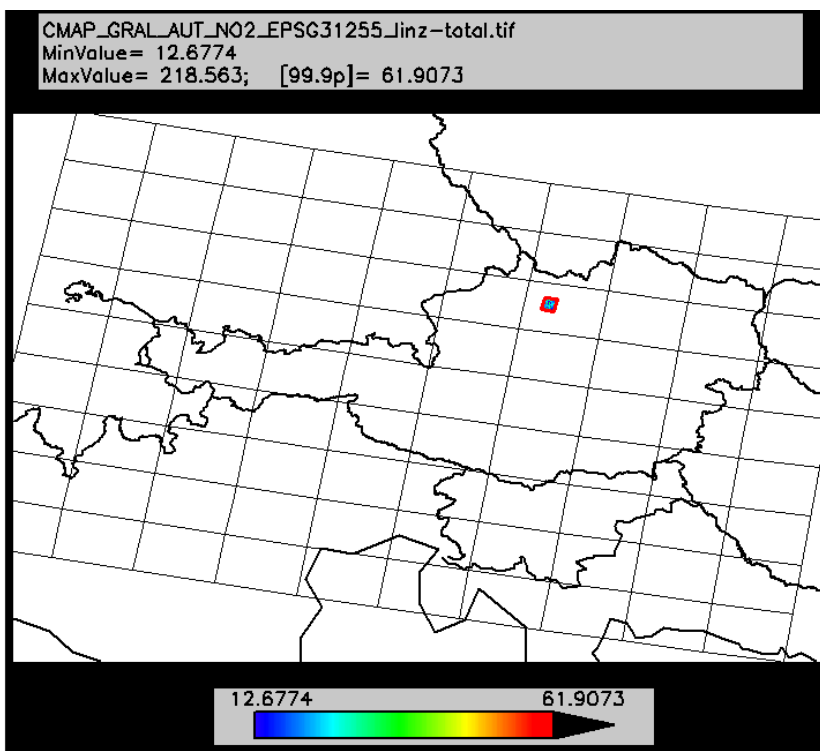 CMAP_GRAL_AUT_NO2_EPSG31255_linz-total.tif
MinValue= 12.6774
MaxValue= 218.563; [99.9p]= 61.9073
12.6774 61.9073